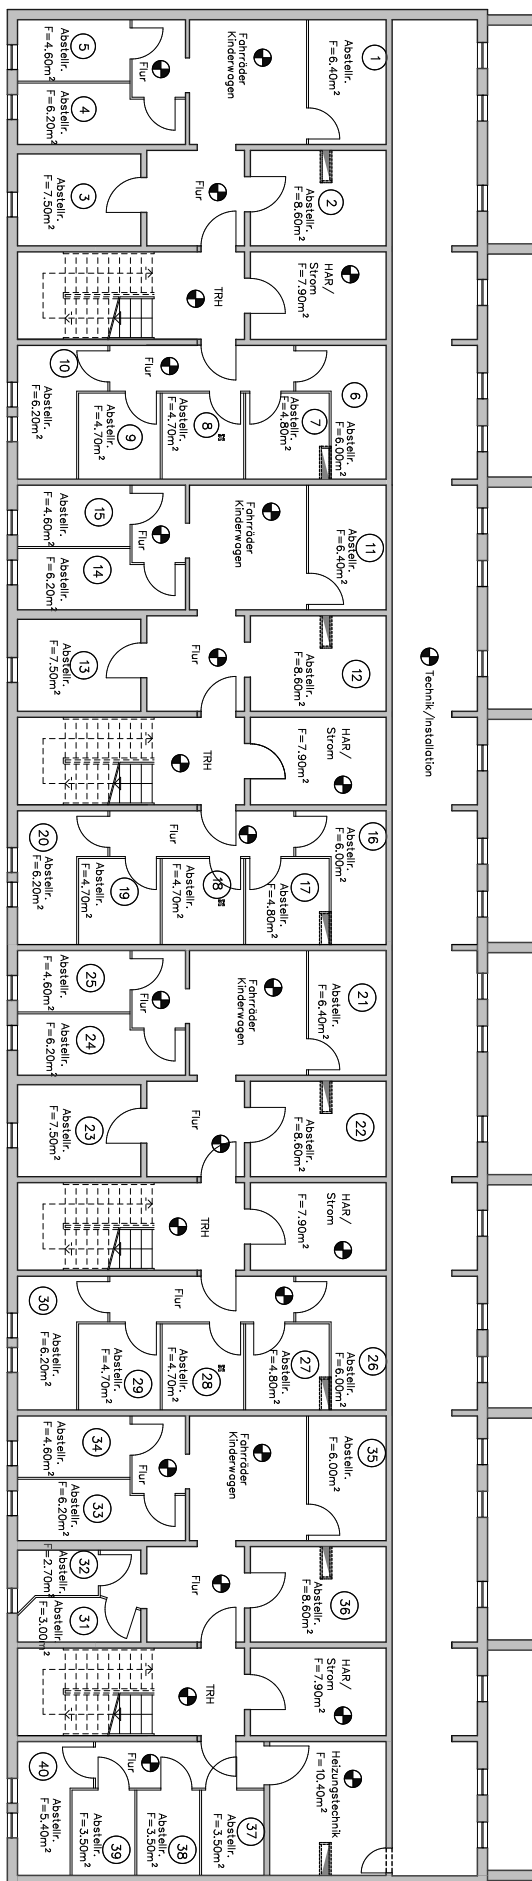 1
Abstellr.
F=6.40m²
Fahrräder
Kinderwagen
5
Abstellr.
F=4.60m²
Flur
4
Abstellr.
F=6.20m²
2
Abstellr.
F=8.60m²
Flur
3
Abstellr.
F=7.50m²
HAR/
Strom
F=7.90m²
TRH
6
Abstellr.
F=6.00m²
7
Abstellr.
F=4.80m²
8
Abstellr.
F=4.70m²
9
Abstellr.
F=4.70m²
10
Abstellr.
F=6.20m²
Flur
11
Abstellr.
F=6.40m²
Fahrräder
Kinderwagen
15
Abstellr.
F=4.60m²
Flur
14
Abstellr.
F=6.20m²
12
Abstellr.
F=8.60m²
Flur
13
Abstellr.
F=7.50m²
Technik/Installation
HAR/
Strom
F=7.90m²
TRH
16
Abstellr.
F=6.00m²
17
Abstellr.
F=4.80m²
18
Abstellr.
F=4.70m²
19
Abstellr.
F=4.70m²
20
Abstellr.
F=6.20m²
Flur
21
Abstellr.
F=6.40m²
Fahrräder
Kinderwagen
25
Abstellr.
F=4.60m²
Flur
24
Abstellr.
F=6.20m²
22
Abstellr.
F=8.60m²
Flur
23
Abstellr.
F=7.50m²
HAR/
Strom
F=7.90m²
TRH
26
Abstellr.
F=6.00m²
27
Abstellr.
F=4.80m²
28
Abstellr.
F=4.70m²
29
Abstellr.
F=4.70m²
30
Abstellr.
F=6.20m²
Flur
35
Abstellr.
F=6.00m²
Fahrräder
Kinderwagen
34
Abstellr.
F=4.60m²
Flur
33
Abstellr.
F=6.20m²
36
Abstellr.
F=8.60m²
Flur
32
Abstellr.
F=2.70m²
31
Abstellr.
F=3.00m²
HAR/
Strom
F=7.90m²
TRH
Heizungstechnik
F=10.40m²
37
Abstellr.
F=3.50m²
38
Abstellr.
F=3.50m²
39
Abstellr.
F=3.50m²
40
Abstellr.
F=5.40m²
Flur